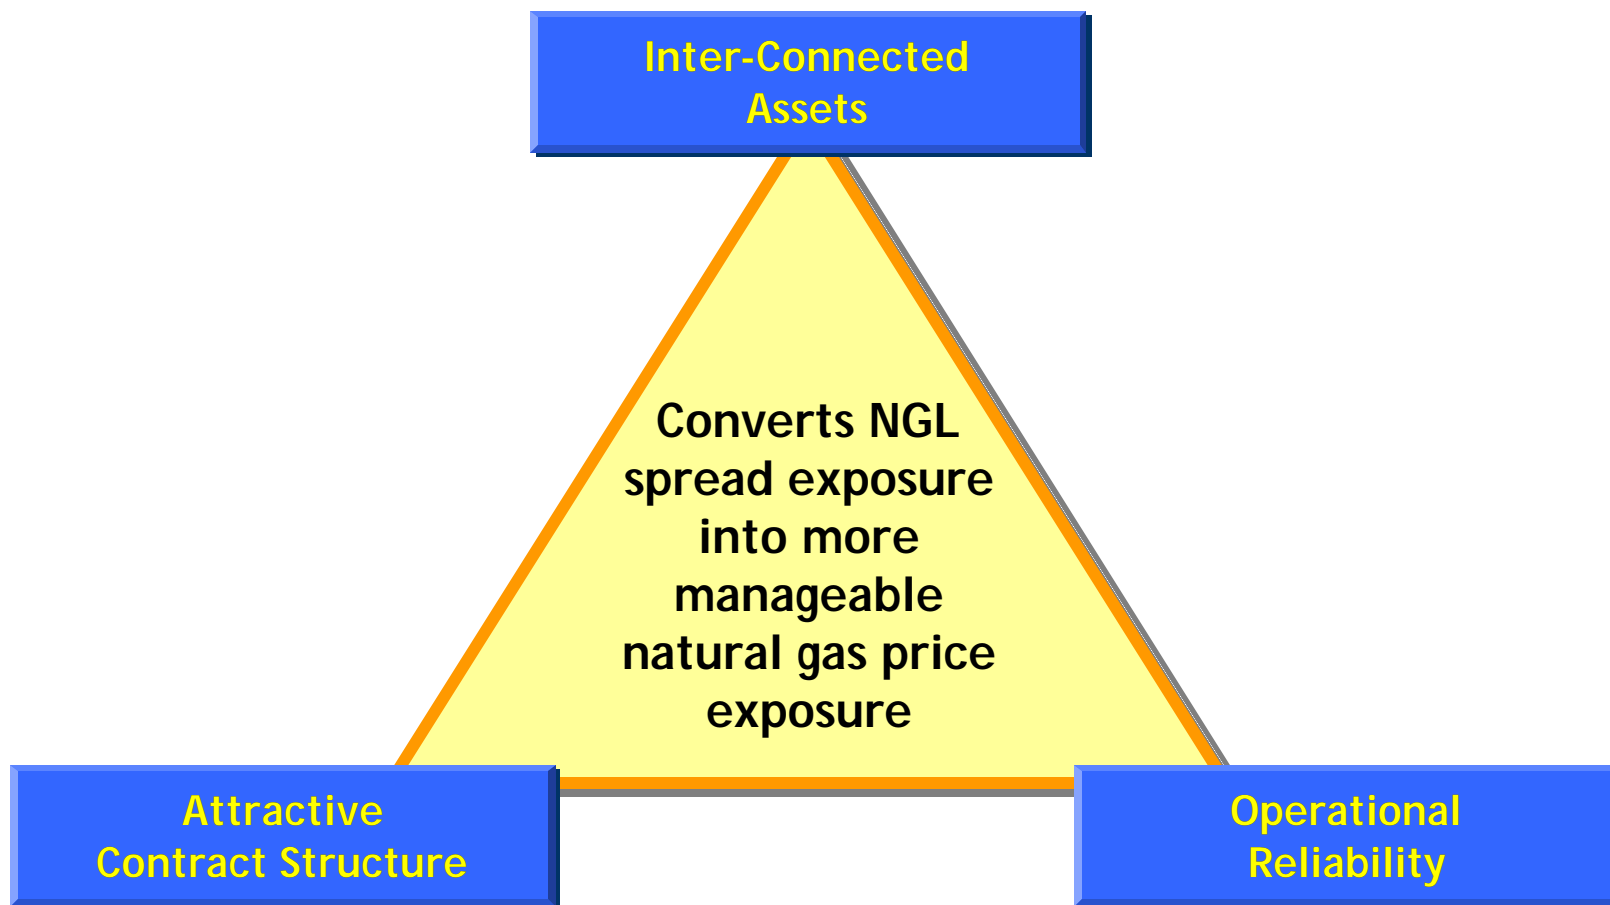 Inter-Connected
Assets
Converts NGL
spread exposure
into more
manageable
natural gas price
exposure
Attractive
Contract Structure
Operational
Reliability